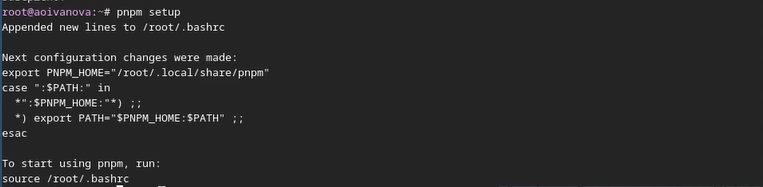 root@aoivanova:~# pnpm setup
Appended new lines to /root/.bashrc

Next configuration changes were made:
export PNPM_HOME="/root/.local/share/pnpm"
case ":$PATH:" in
  *":$PNPM_HOME:"*) ;;
  *) export PATH="$PNPM_HOME:$PATH" ;;
esac

To start using pnpm, run:
source /root/.bashrc